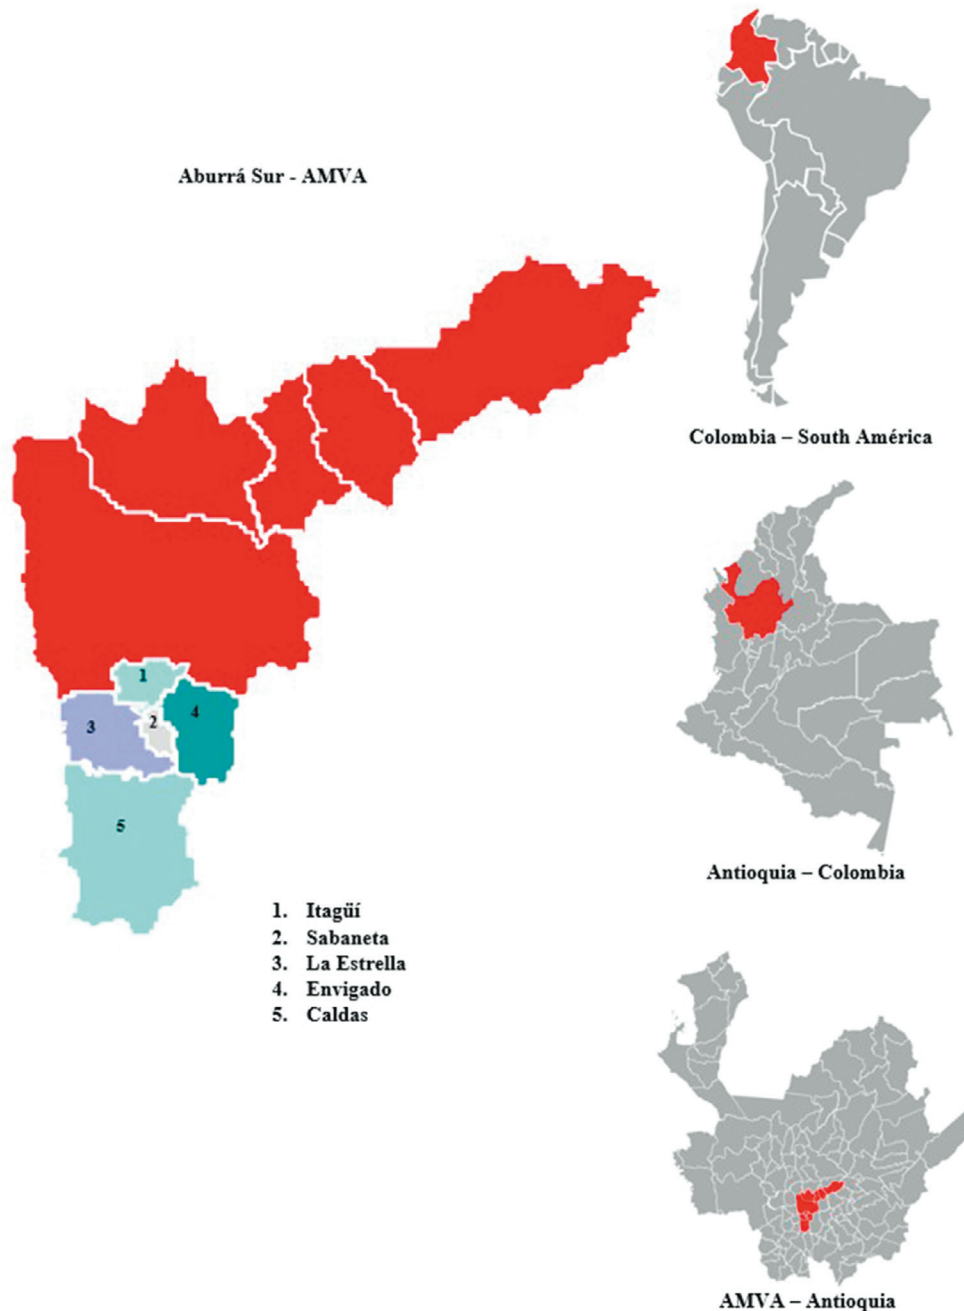 Aburrá Sur - AMVA
1
2
3
4
5
1. Itagüí
2. Sabaneta
3. La Estrella
4. Envigado
5. Caldas
Colombia – South América
Antioquia – Colombia
AMVA – Antioquia